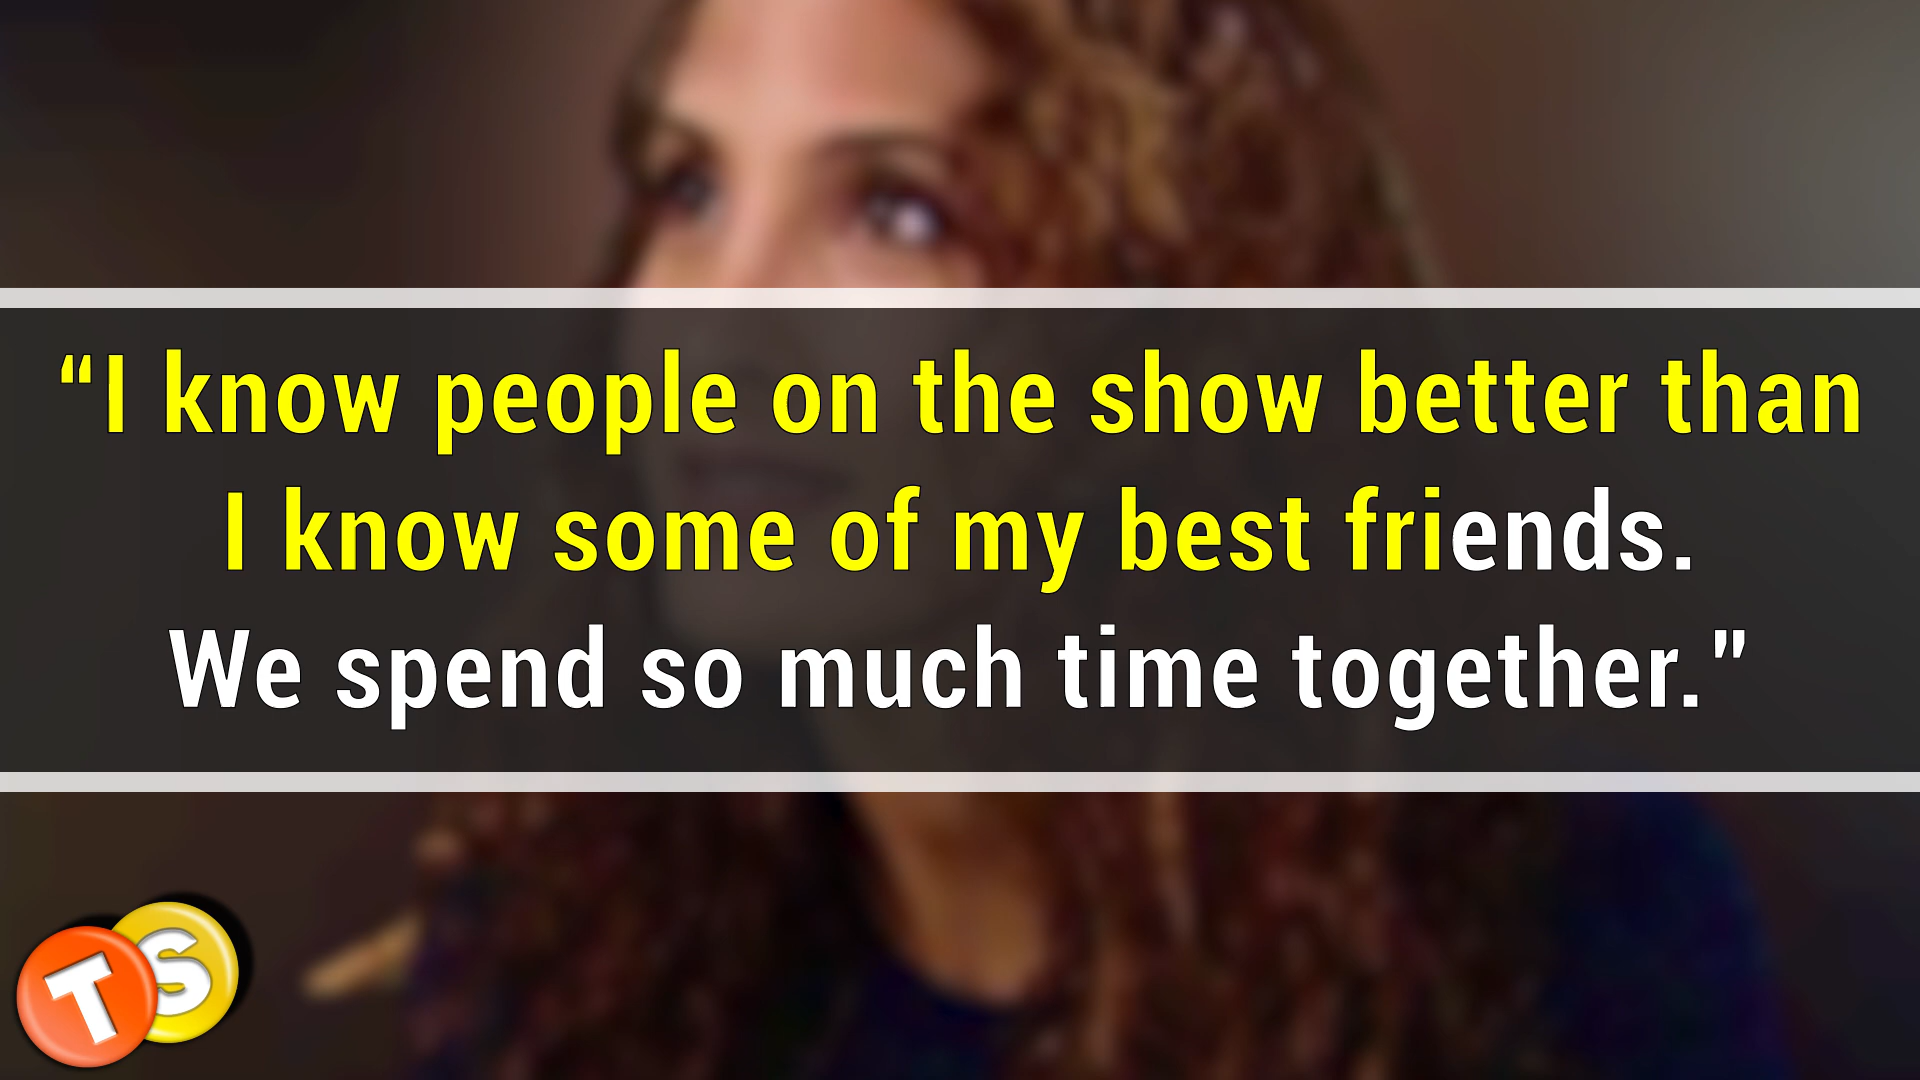 “I know people on the show better than
I know some of my best friends.
We spend so much time together.”
TS